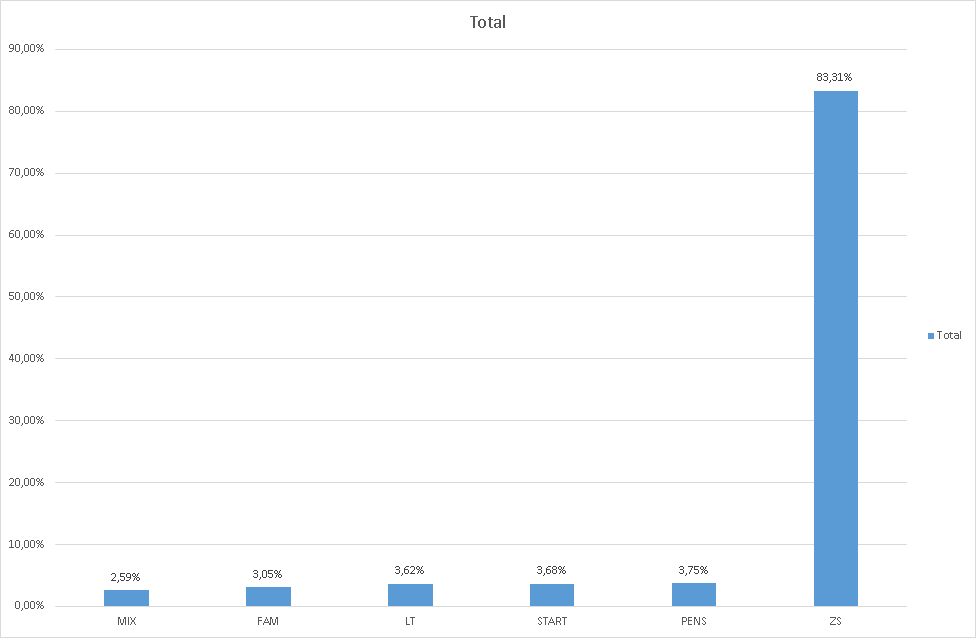 Total
90,00%
80,00%
70,00%
60,00%
50,00%
40,00%
30,00%
20,00%
10,00%
0,00%
2,59%
3,05%
3,62%
3,68%
3,75%
83,31%
MIX
FAM
LT
START
PENS
ZS
Total